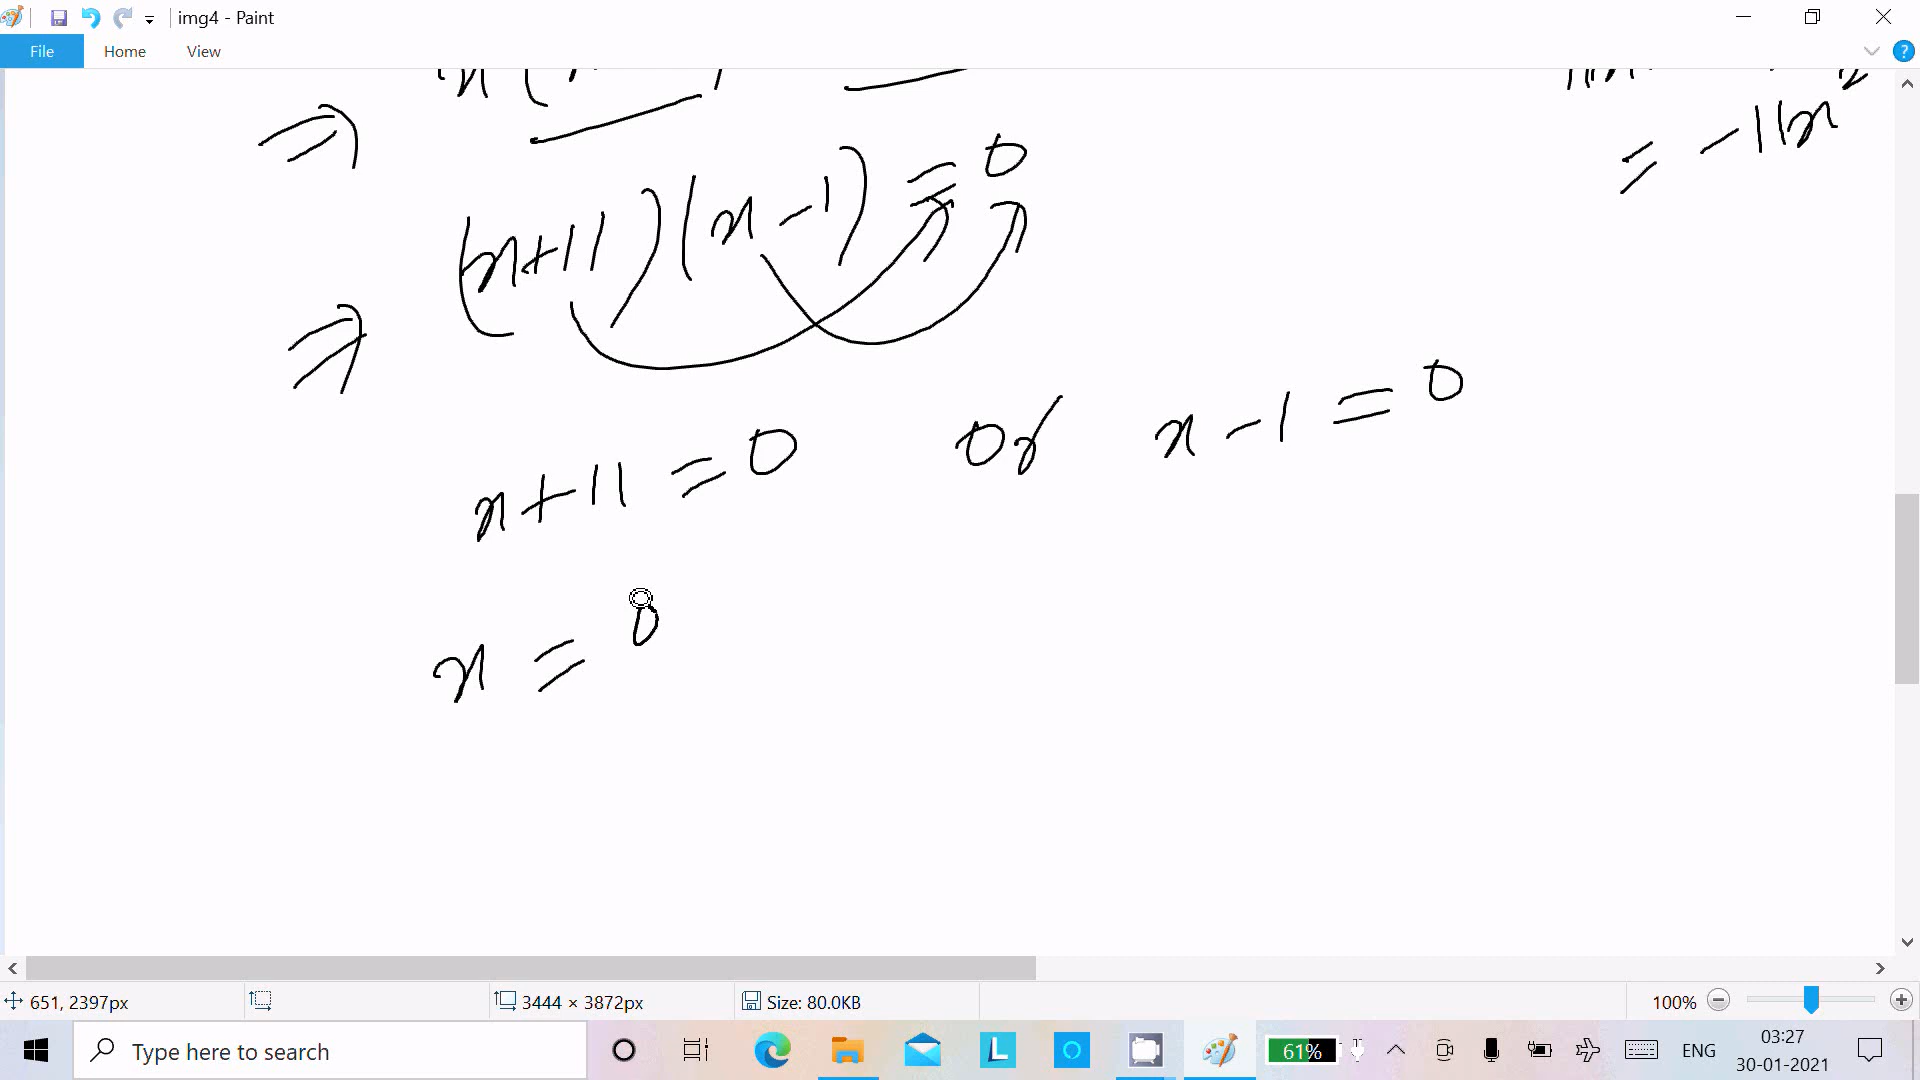 img4 - Paint
File Home View
⇒
= -11x²
(x+11)(x-1) = 0
⇒
x+11 = 0 or x-1 = 0
x = 0
651, 2397px 3444 × 3872px Size: 80.0KB 100%
Type here to search 61% ENG 03:27
30-01-2021